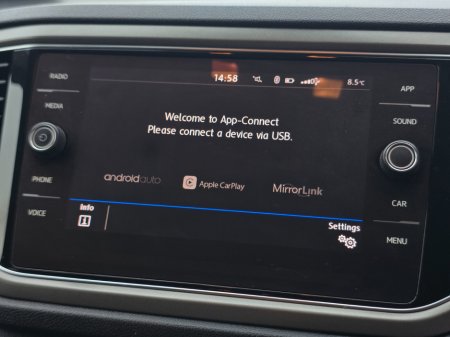 RADIO
MEDIA
PHONE
VOICE
14:58
8.5°C
Welcome to App-Connect
Please connect a device via USB.
androidauto
Apple CarPlay
MirrorLink
Info
Settings
APP
SOUND
CAR
MENU